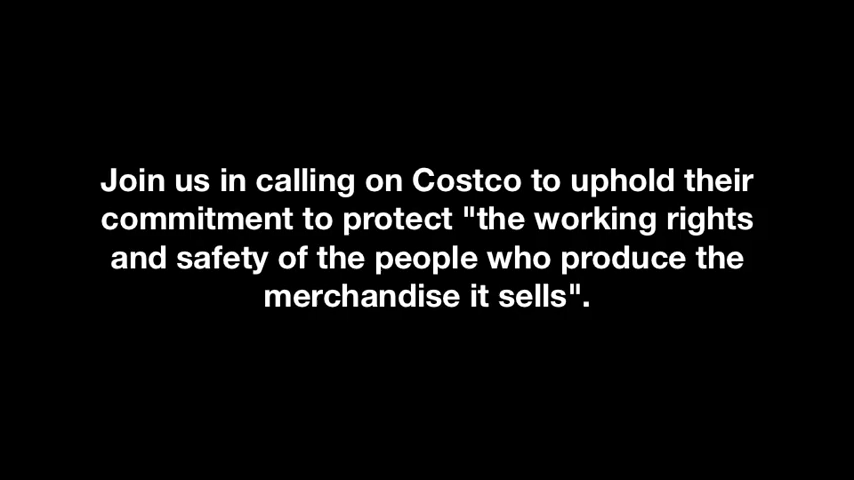 Join us in calling on Costco to uphold their
commitment to protect "the working rights
and safety of the people who produce the
merchandise it sells".